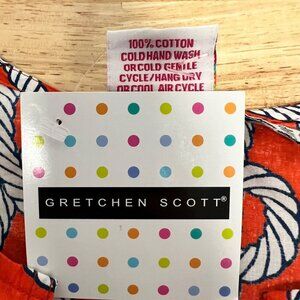 100% COTTON
COLD HAND WASH
OR COLD GENTLE
CYCLE/HANG DRY
OR COOL AIR CYCLE
GRETCHEN SCOTT®